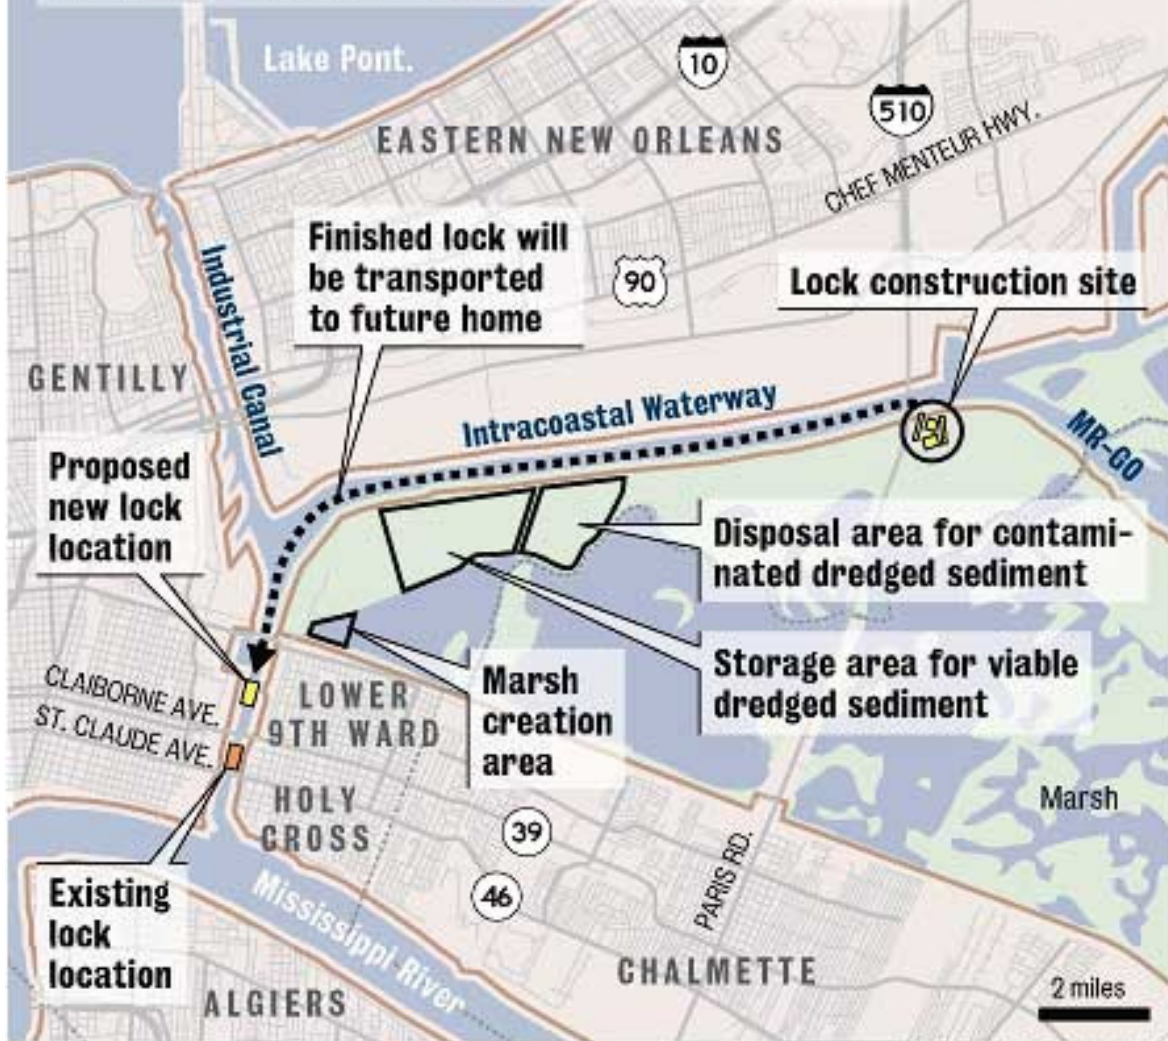 Lake Pont.
10
510
EASTERN NEW ORLEANS
CHEF MENTEUR HWY.
Finished lock will
be transported
to future home
90
Lock construction site
Industrial Canal
GENTILLY
Intracoastal Waterway
MR-GO
Proposed
new lock
location
Disposal area for contami-
nated dredged sediment
Storage area for viable
dredged sediment
Marsh
creation
area
CLAIBORNE AVE.
ST. CLAUDE AVE.
LOWER
9TH WARD
HOLY
CROSS
Marsh
39
46
PARIS RD.
Existing
lock
location
Mississippi River
CHALMETTE
ALGIERS
2 miles